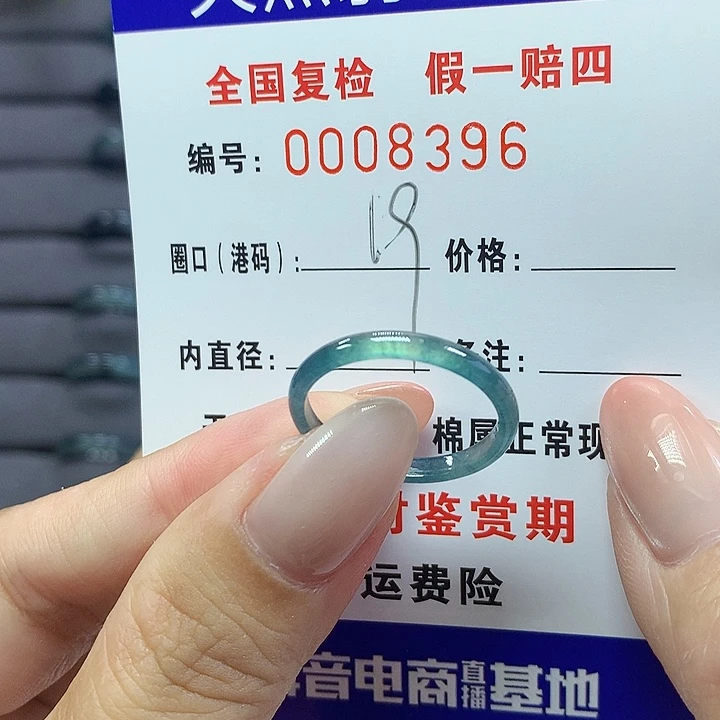 全国复检 假一赔四
编号: 0008396
圈口(港码): 价格:
内直径: 备注:
棉属正常现
鉴赏期
运费险
音电商直播基地